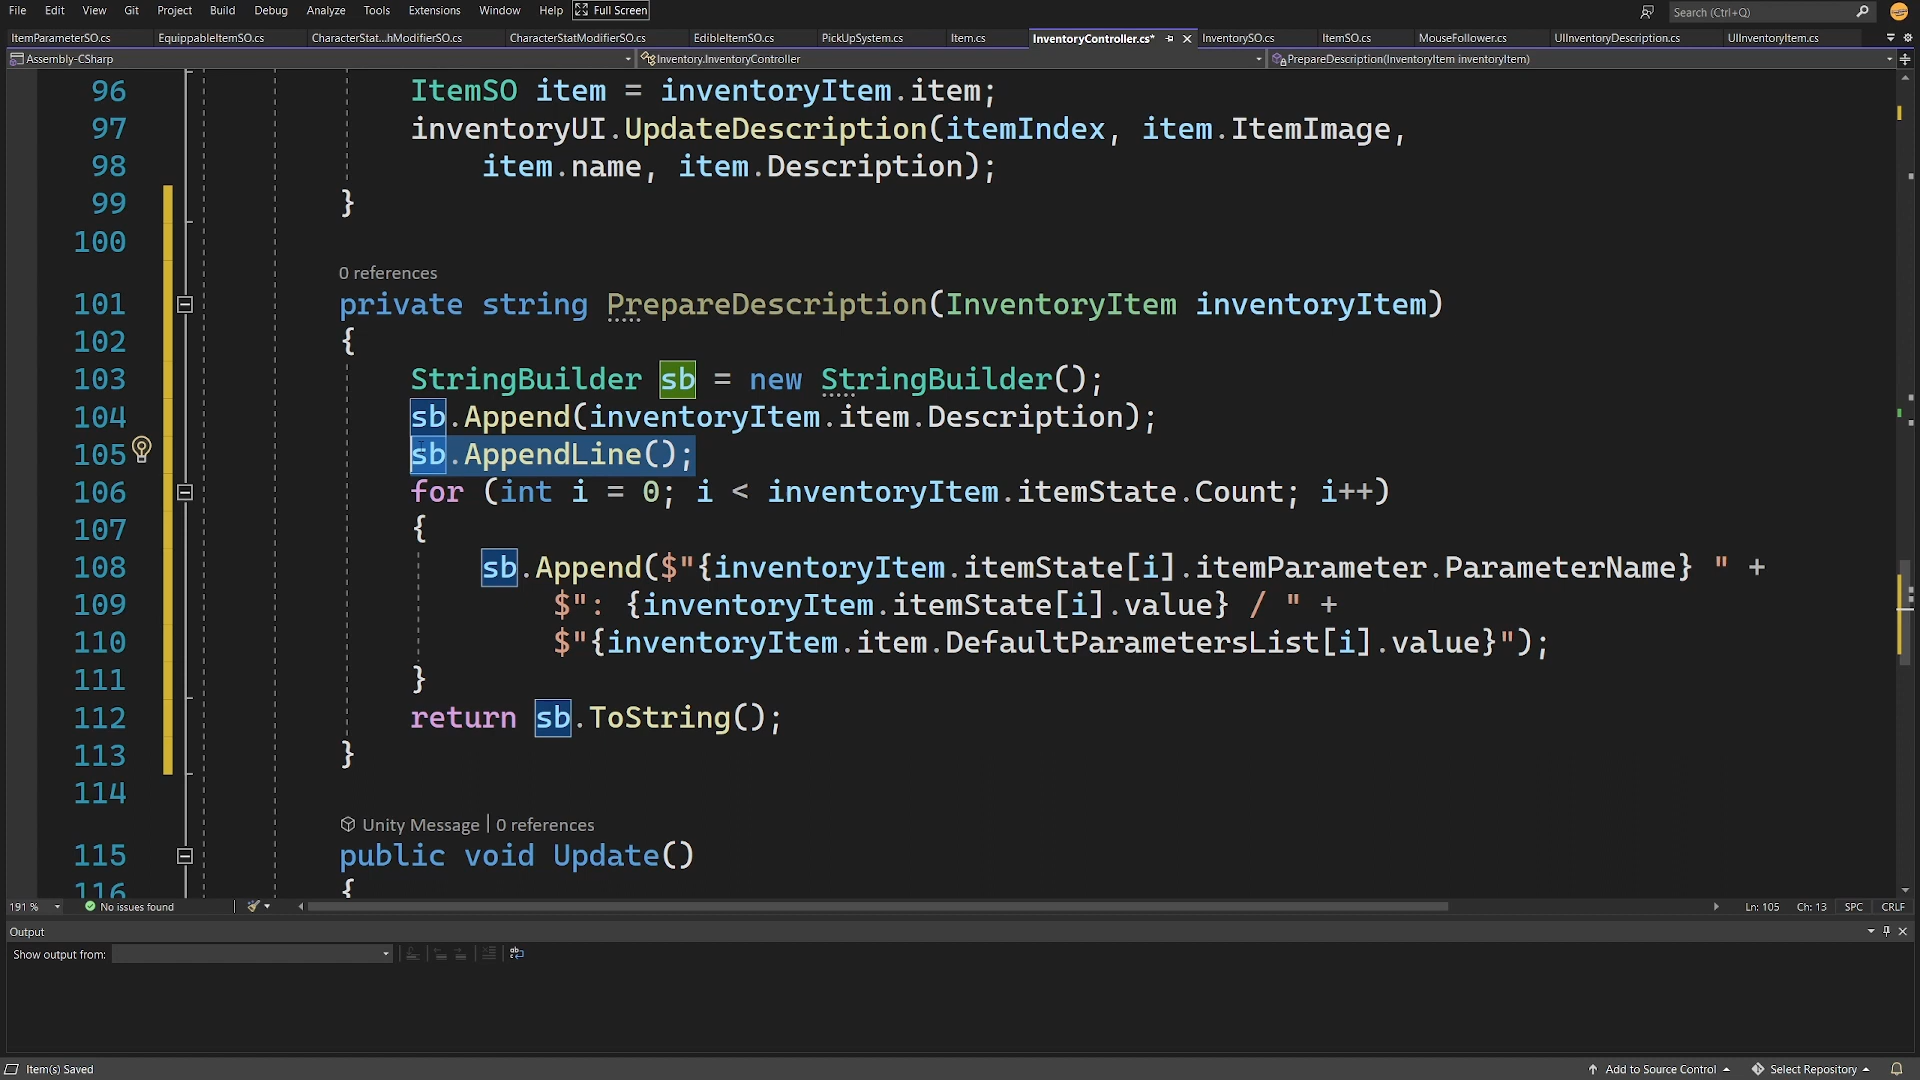 File Edit View Git Project Build Debug Analyze Tools Extensions Window Help Full Screen Search (Ctrl+Q)
ItemParameterSO.cs EquippableItemSO.cs CharacterStat...hModifierSO.cs CharacterStatModifierSO.cs EdibleItemSO.cs PickUpSystem.cs Item.cs InventoryController.cs* InventorySO.cs ItemSO.cs MouseFollower.cs UIInventoryDescription.cs UIInventoryItem.cs
Assembly-CSharp Inventory.InventoryController PrepareDescription(InventoryItem inventoryItem)
96 ItemSO item = inventoryItem.item;
97 inventoryUI.UpdateDescription(itemIndex, item.ItemImage,
98 item.name, item.Description);
99 }
100
0 references
101 private string PrepareDescription(InventoryItem inventoryItem)
102 {
103 StringBuilder sb = new StringBuilder();
104 sb.Append(inventoryItem.item.Description);
105 sb.AppendLine();
106 for (int i = 0; i < inventoryItem.itemState.Count; i++)
107 {
108 sb.Append($"{inventoryItem.itemState[i].itemParameter.ParameterName} " +
109 $": {inventoryItem.itemState[i].value} / " +
110 $"{inventoryItem.item.DefaultParametersList[i].value}");
111 }
112 return sb.ToString();
113 }
114
Unity Message | 0 references
115 public void Update()
116 {
191 % No issues found Ln: 105 Ch: 13 SPC CRLF
Output
Show output from:
Item(s) Saved Add to Source Control Select Repository